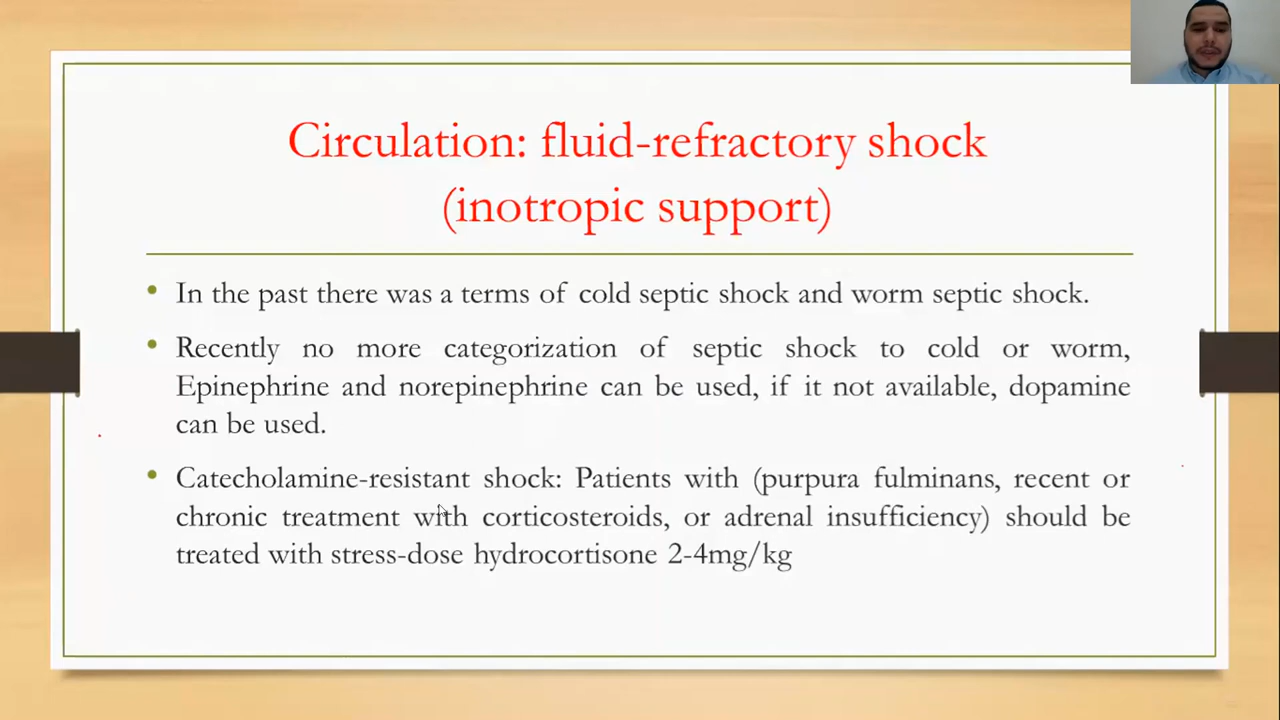 Circulation: fluid-refractory shock
(inotropic support)
• In the past there was a terms of cold septic shock and worm septic shock.
• Recently no more categorization of septic shock to cold or worm,
Epinephrine and norepinephrine can be used, if it not available, dopamine
can be used.
• Catecholamine-resistant shock: Patients with (purpura fulminans, recent or
chronic treatment with corticosteroids, or adrenal insufficiency) should be
treated with stress-dose hydrocortisone 2-4mg/kg